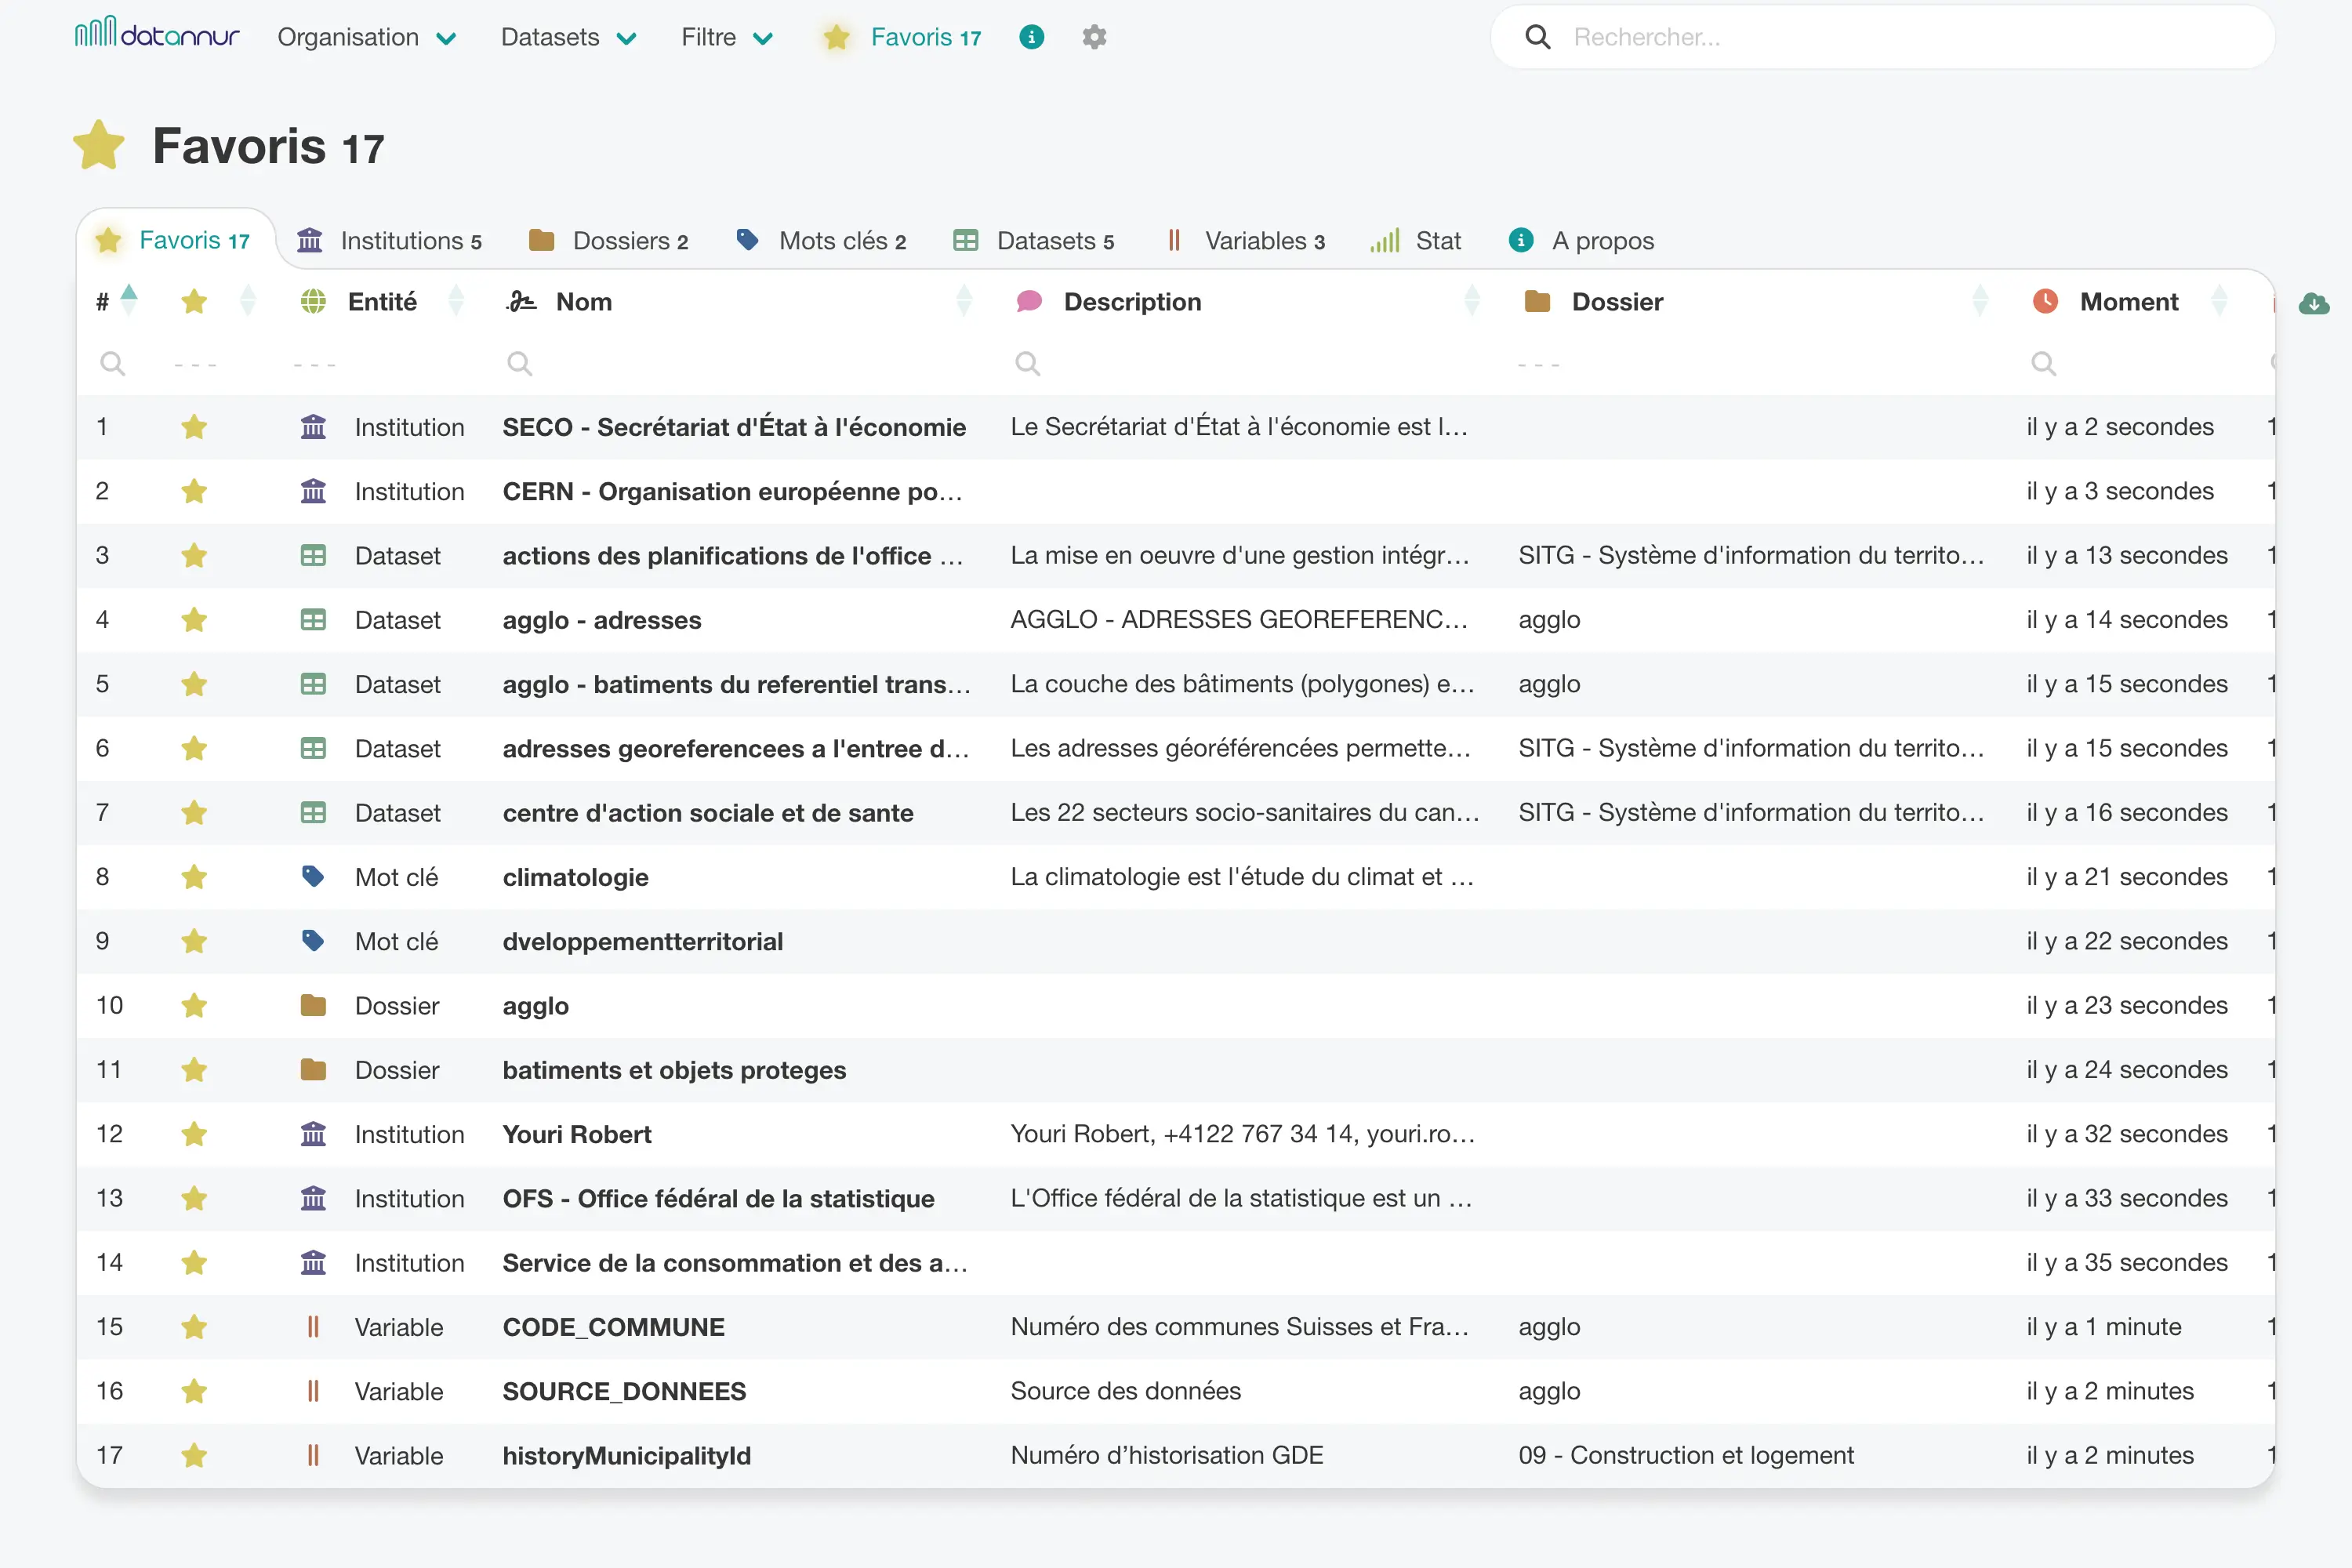 datannur Organisation Datasets Filtre Favoris 17 Rechercher...
Favoris 17
Favoris 17 Institutions 5 Dossiers 2 Mots clés 2 Datasets 5 Variables 3 Stat A propos
# Entité Nom Description Dossier Moment
- - - - - - - - -
1 Institution SECO - Secrétariat d'État à l'économie Le Secrétariat d'État à l'économie est l… il y a 2 secondes
2 Institution CERN - Organisation européenne po… il y a 3 secondes
3 Dataset actions des planifications de l'office … La mise en oeuvre d'une gestion intégr… SITG - Système d'information du territo… il y a 13 secondes
4 Dataset agglo - adresses AGGLO - ADRESSES GEOREFERENC… agglo il y a 14 secondes
5 Dataset agglo - batiments du referentiel trans… La couche des bâtiments (polygones) e… agglo il y a 15 secondes
6 Dataset adresses georeferencees a l'entree d… Les adresses géoréférencées permette… SITG - Système d'information du territo… il y a 15 secondes
7 Dataset centre d'action sociale et de sante Les 22 secteurs socio-sanitaires du can… SITG - Système d'information du territo… il y a 16 secondes
8 Mot clé climatologie La climatologie est l'étude du climat et … il y a 21 secondes
9 Mot clé dveloppementterritorial il y a 22 secondes
10 Dossier agglo il y a 23 secondes
11 Dossier batiments et objets proteges il y a 24 secondes
12 Institution Youri Robert Youri Robert, +4122 767 34 14, youri.ro… il y a 32 secondes
13 Institution OFS - Office fédéral de la statistique L'Office fédéral de la statistique est un … il y a 33 secondes
14 Institution Service de la consommation et des a… il y a 35 secondes
15 Variable CODE_COMMUNE Numéro des communes Suisses et Fra… agglo il y a 1 minute
16 Variable SOURCE_DONNEES Source des données agglo il y a 2 minutes
17 Variable historyMunicipalityId Numéro d’historisation GDE 09 - Construction et logement il y a 2 minutes